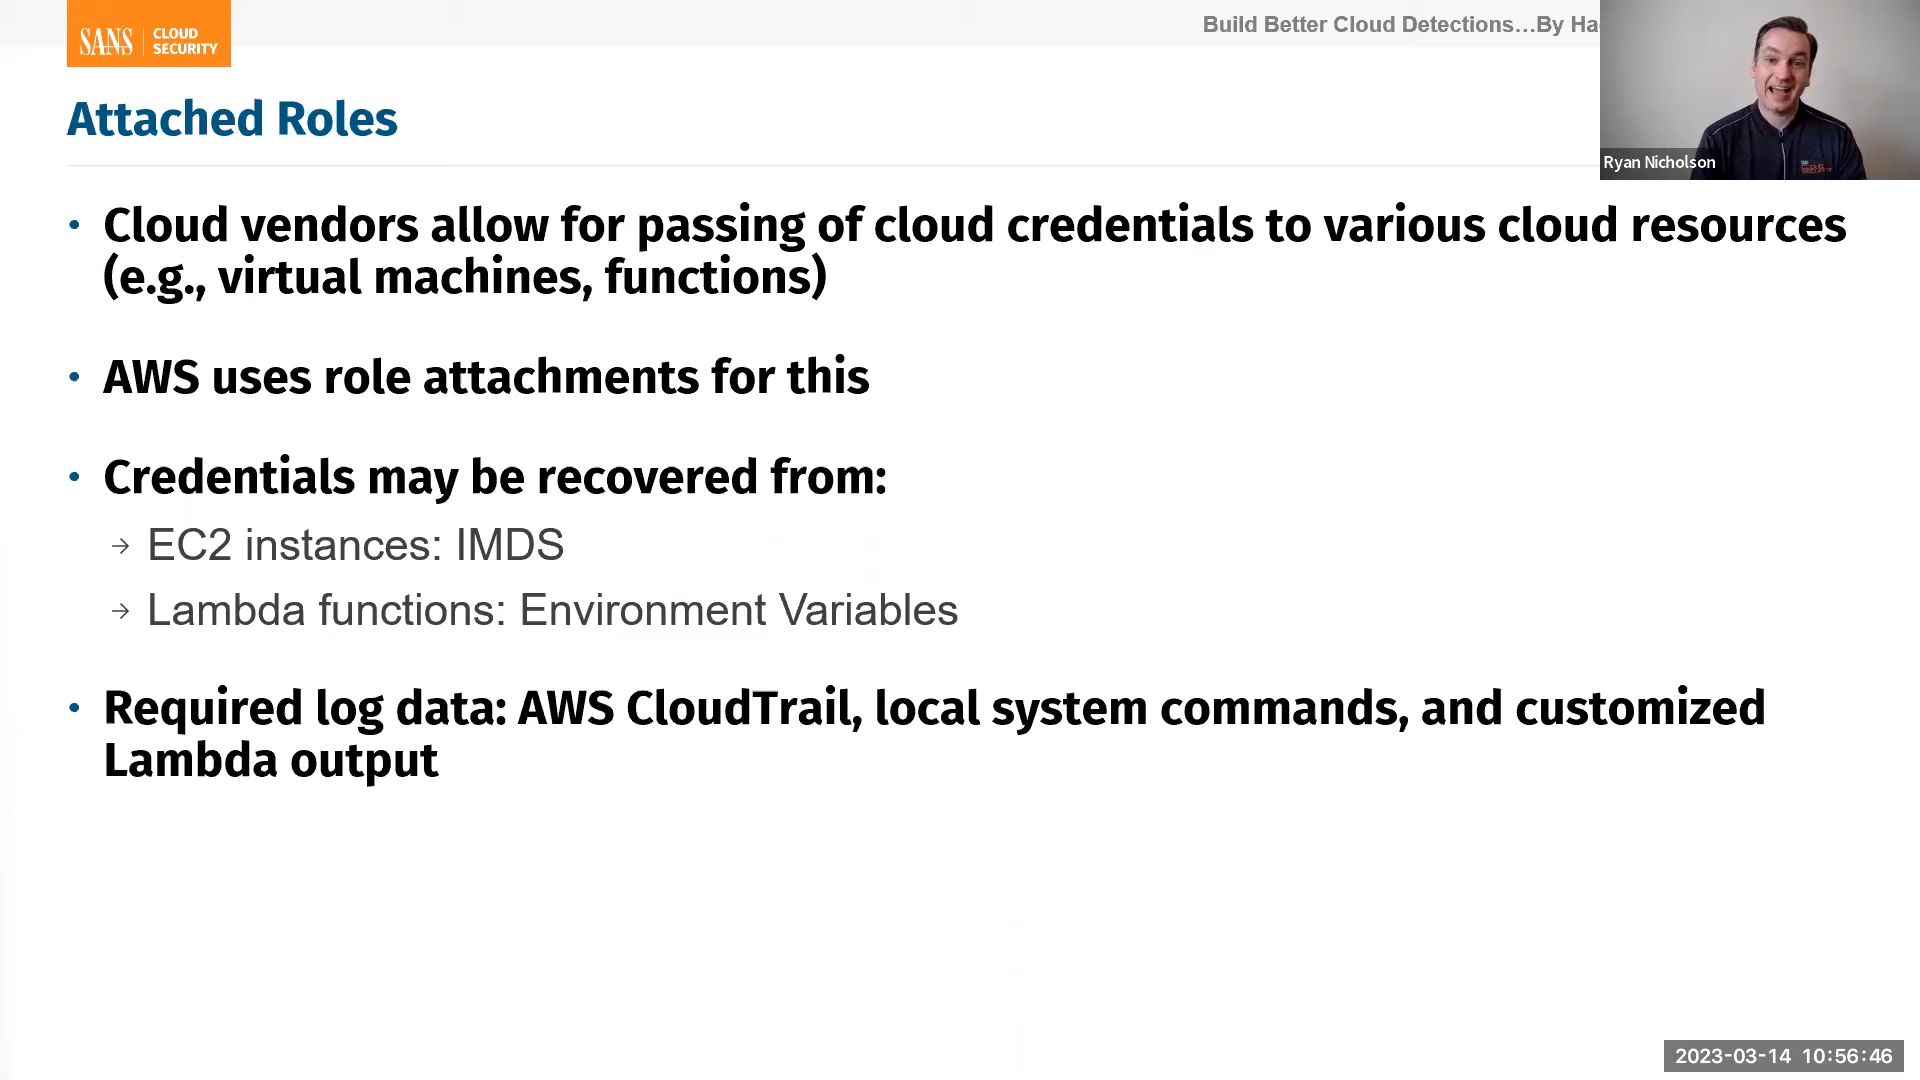 SANS
CLOUD
SECURITY
Build Better Cloud Detections…By Ha
Ryan Nicholson
Attached Roles
• Cloud vendors allow for passing of cloud credentials to various cloud resources
(e.g., virtual machines, functions)
• AWS uses role attachments for this
• Credentials may be recovered from:
→ EC2 instances: IMDS
→ Lambda functions: Environment Variables
• Required log data: AWS CloudTrail, local system commands, and customized
Lambda output
2023-03-14 10:56:46